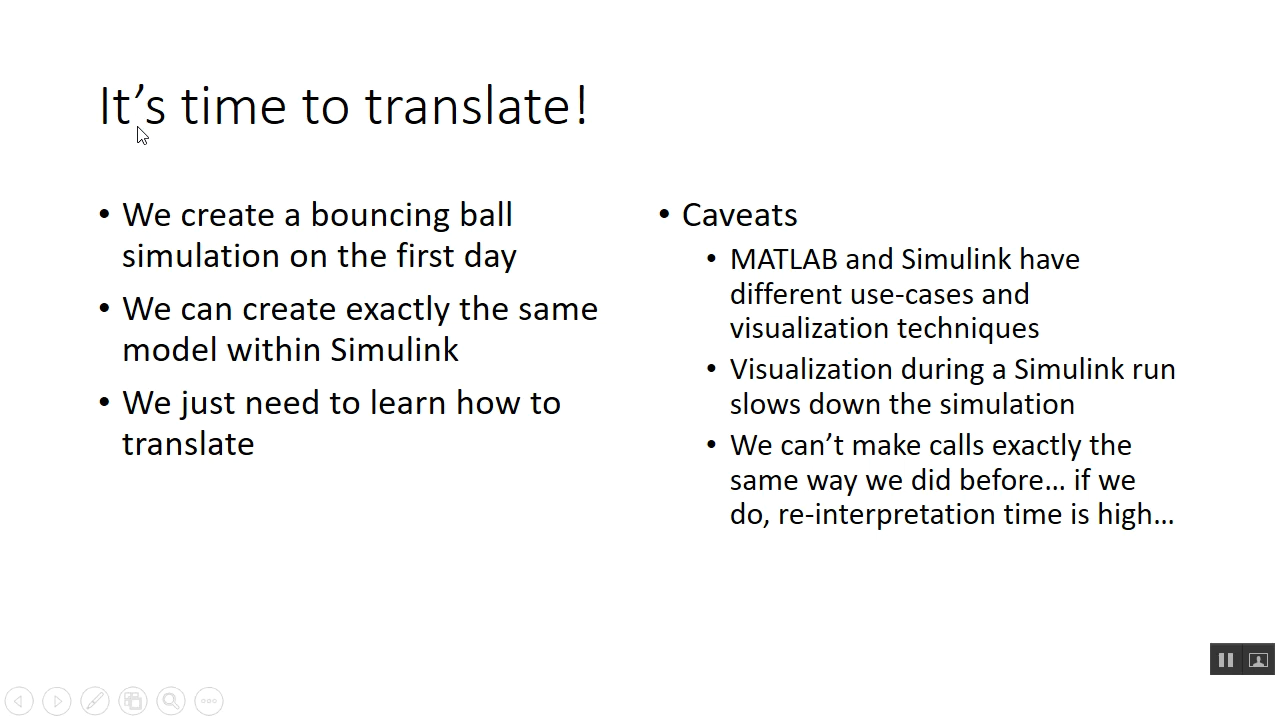 It’s time to translate!
• We create a bouncing ball
simulation on the first day
• We can create exactly the same
model within Simulink
• We just need to learn how to
translate
• Caveats
• MATLAB and Simulink have
different use-cases and
visualization techniques
• Visualization during a Simulink run
slows down the simulation
• We can’t make calls exactly the
same way we did before… if we
do, re-interpretation time is high…